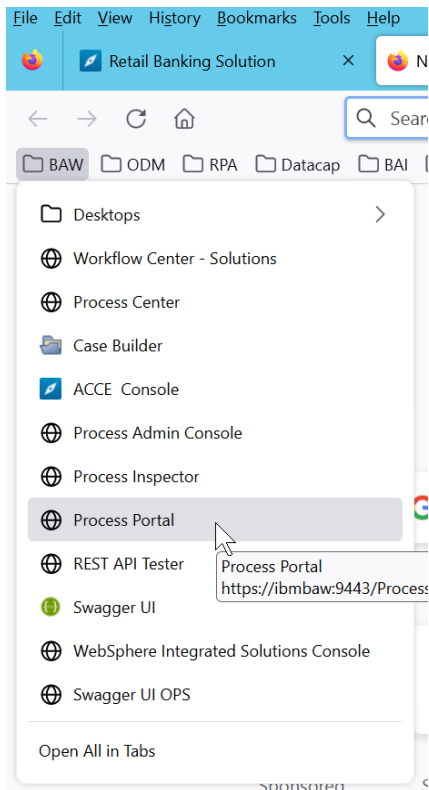 File Edit View History Bookmarks Tools Help
Retail Banking Solution
Sear
BAW ODM RPA Datacap BAI
Desktops
Workflow Center - Solutions
Process Center
Case Builder
ACCE Console
Process Admin Console
Process Inspector
Process Portal
REST API Tester
Process Portal
https://ibmbaw:9443/Process
Swagger UI
WebSphere Integrated Solutions Console
Swagger UI OPS
Open All in Tabs
Sponsored